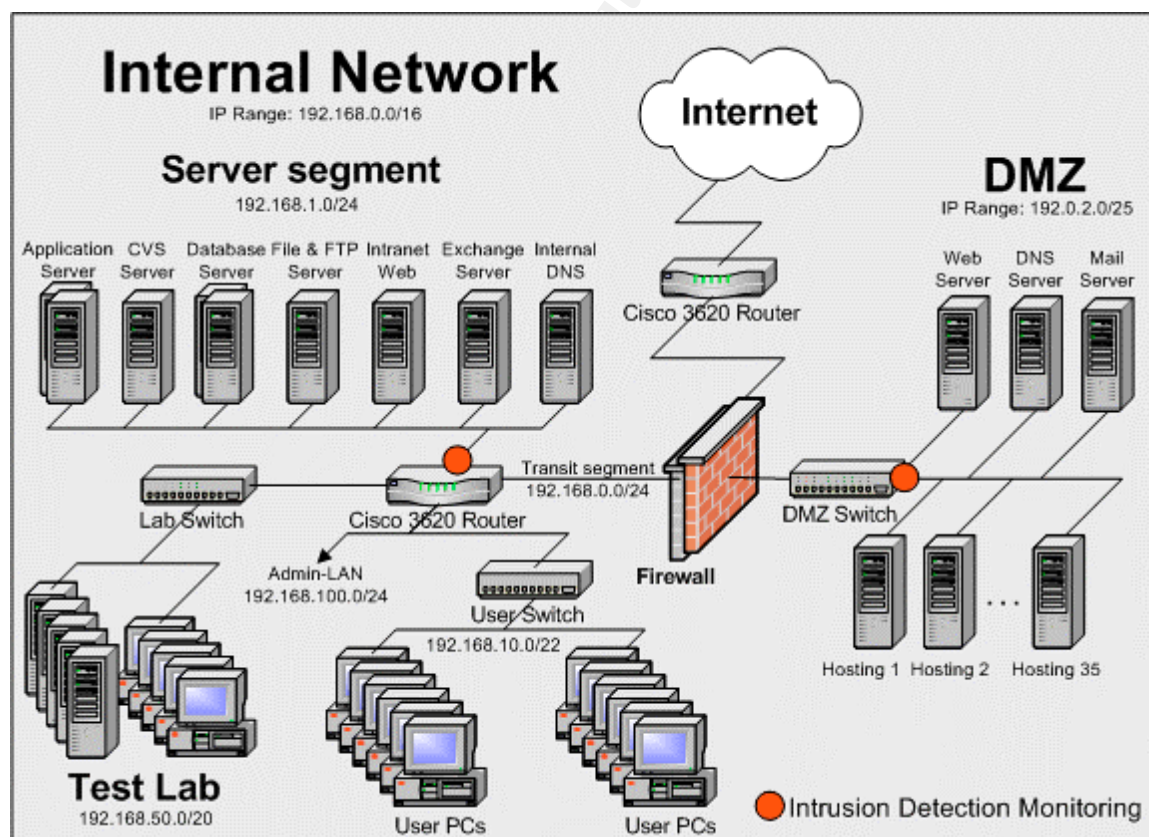 Internal Network
IP Range: 192.168.0.0/16
Server segment
192.168.1.0/24
Application Server
CVS Server
Database Server
File & FTP Server
Intranet Web
Exchange Server
Internal DNS
Internet
Cisco 3620 Router
DMZ
IP Range: 192.0.2.0/25
Web Server
DNS Server
Mail Server
Lab Switch
Cisco 3620 Router
Transit segment
192.168.0.0/24
Firewall
DMZ Switch
Admin-LAN
192.168.100.0/24
User Switch
192.168.10.0/22
Hosting 1
Hosting 2
...
Hosting 35
Test Lab
192.168.50.0/20
User PCs
User PCs
Intrusion Detection Monitoring